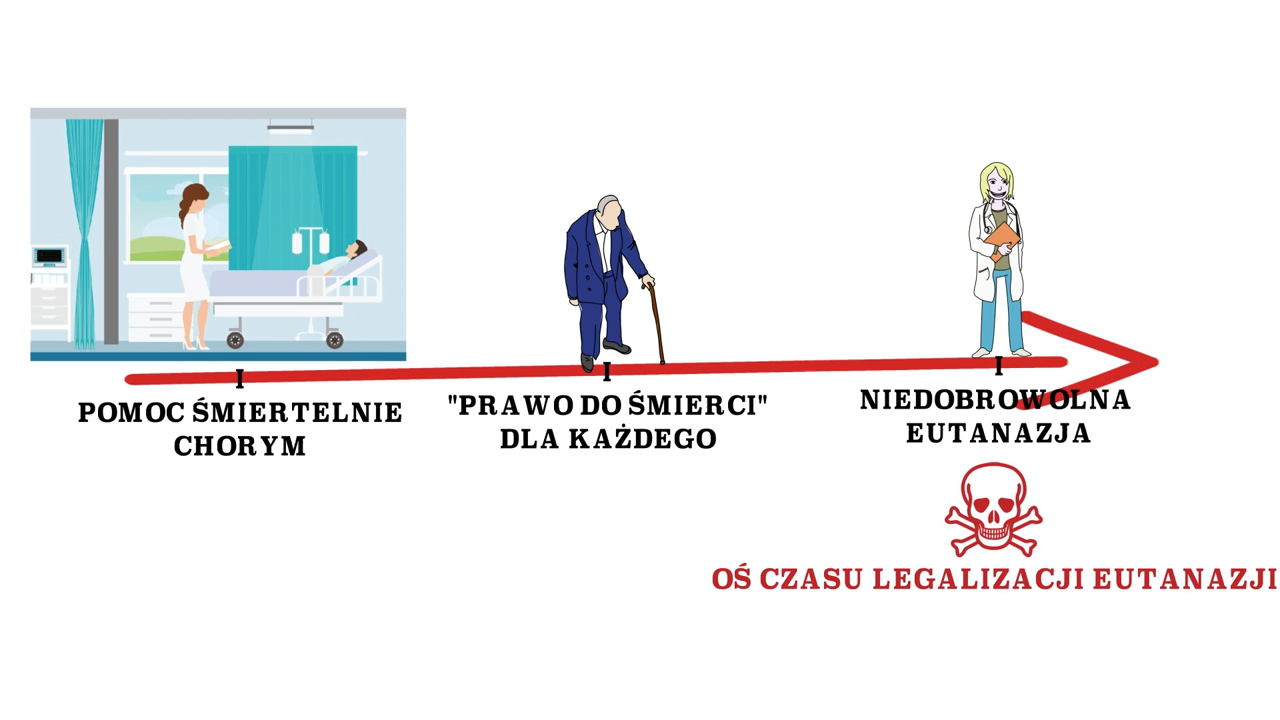 POMOC ŚMIERTELNIE
CHORYM
"PRAWO DO ŚMIERCI"
DLA KAŻDEGO
NIEDOBROWOLNA
EUTANAZJA
OŚ CZASU LEGALIZACJI EUTANAZJI